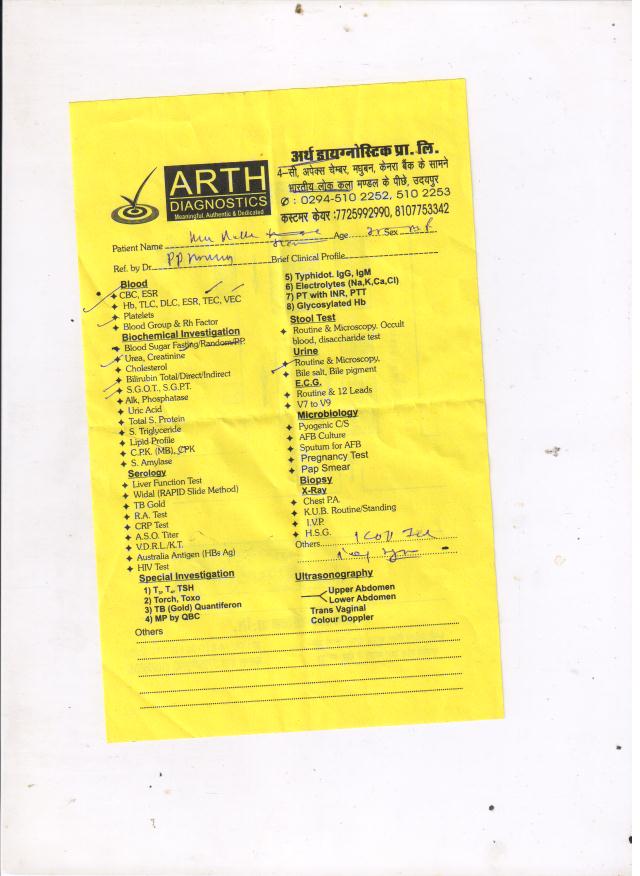 ARTH
DIAGNOSTICS
Meaningful, Authentic & Dedicated
अर्थ डायग्नोस्टिक प्रा. लि.
4-सी, अपेक्स चेम्बर, मधुबन, केनरा बैंक के सामने
भारतीय लोक कला मण्डल के पीछे, उदयपुर
✆ : 0294-510 2252, 510 2253
कस्टमर केयर :7725992990, 8107753342
Patient Name Age Sex
Ref. by Dr. Brief Clinical Profile
Blood
CBC, ESR
Hb, TLC, DLC, ESR, TEC, VEC
Platelets
Blood Group & Rh Factor
Biochemical Investigation
Blood Sugar Fasting/Random/P.P.
Urea, Creatinine
Cholesterol
Bilirubin Total/Direct/Indirect
S.G.O.T., S.G.P.T.
Alk, Phosphatase
Uric Acid
Total S. Protein
S. Triglyceride
Lipid Profile
C.P.K. (MB), CPK
S. Amylase
Serology
Liver Function Test
Widal (RAPID Slide Method)
TB Gold
R.A. Test
CRP Test
A.S.O. Titer
V.D.R.L./K.T.
Australia Antigen (HBs Ag)
HIV Test
Special Investigation
1) T3, T4, TSH
2) Torch, Toxo
3) TB (Gold) Quantiferon
4) MP by QBC
5) Typhidot. IgG, IgM
6) Electrolytes (Na,K,Ca,Cl)
7) PT with INR, PTT
8) Glycosylated Hb
Stool Test
Routine & Microscopy. Occult
blood, disaccharide test
Urine
Routine & Microscopy,
Bile salt, Bile pigment
E.C.G.
Routine & 12 Leads
V7 to V9
Microbiology
Pyogenic C/S
AFB Culture
Sputum for AFB
Pregnancy Test
Pap Smear
Biopsy
X-Ray
Chest P.A.
K.U.B. Routine/Standing
I.V.P.
H.S.G.
Others
Ultrasonography
Upper Abdomen
Lower Abdomen
Trans Vaginal
Colour Doppler
Others